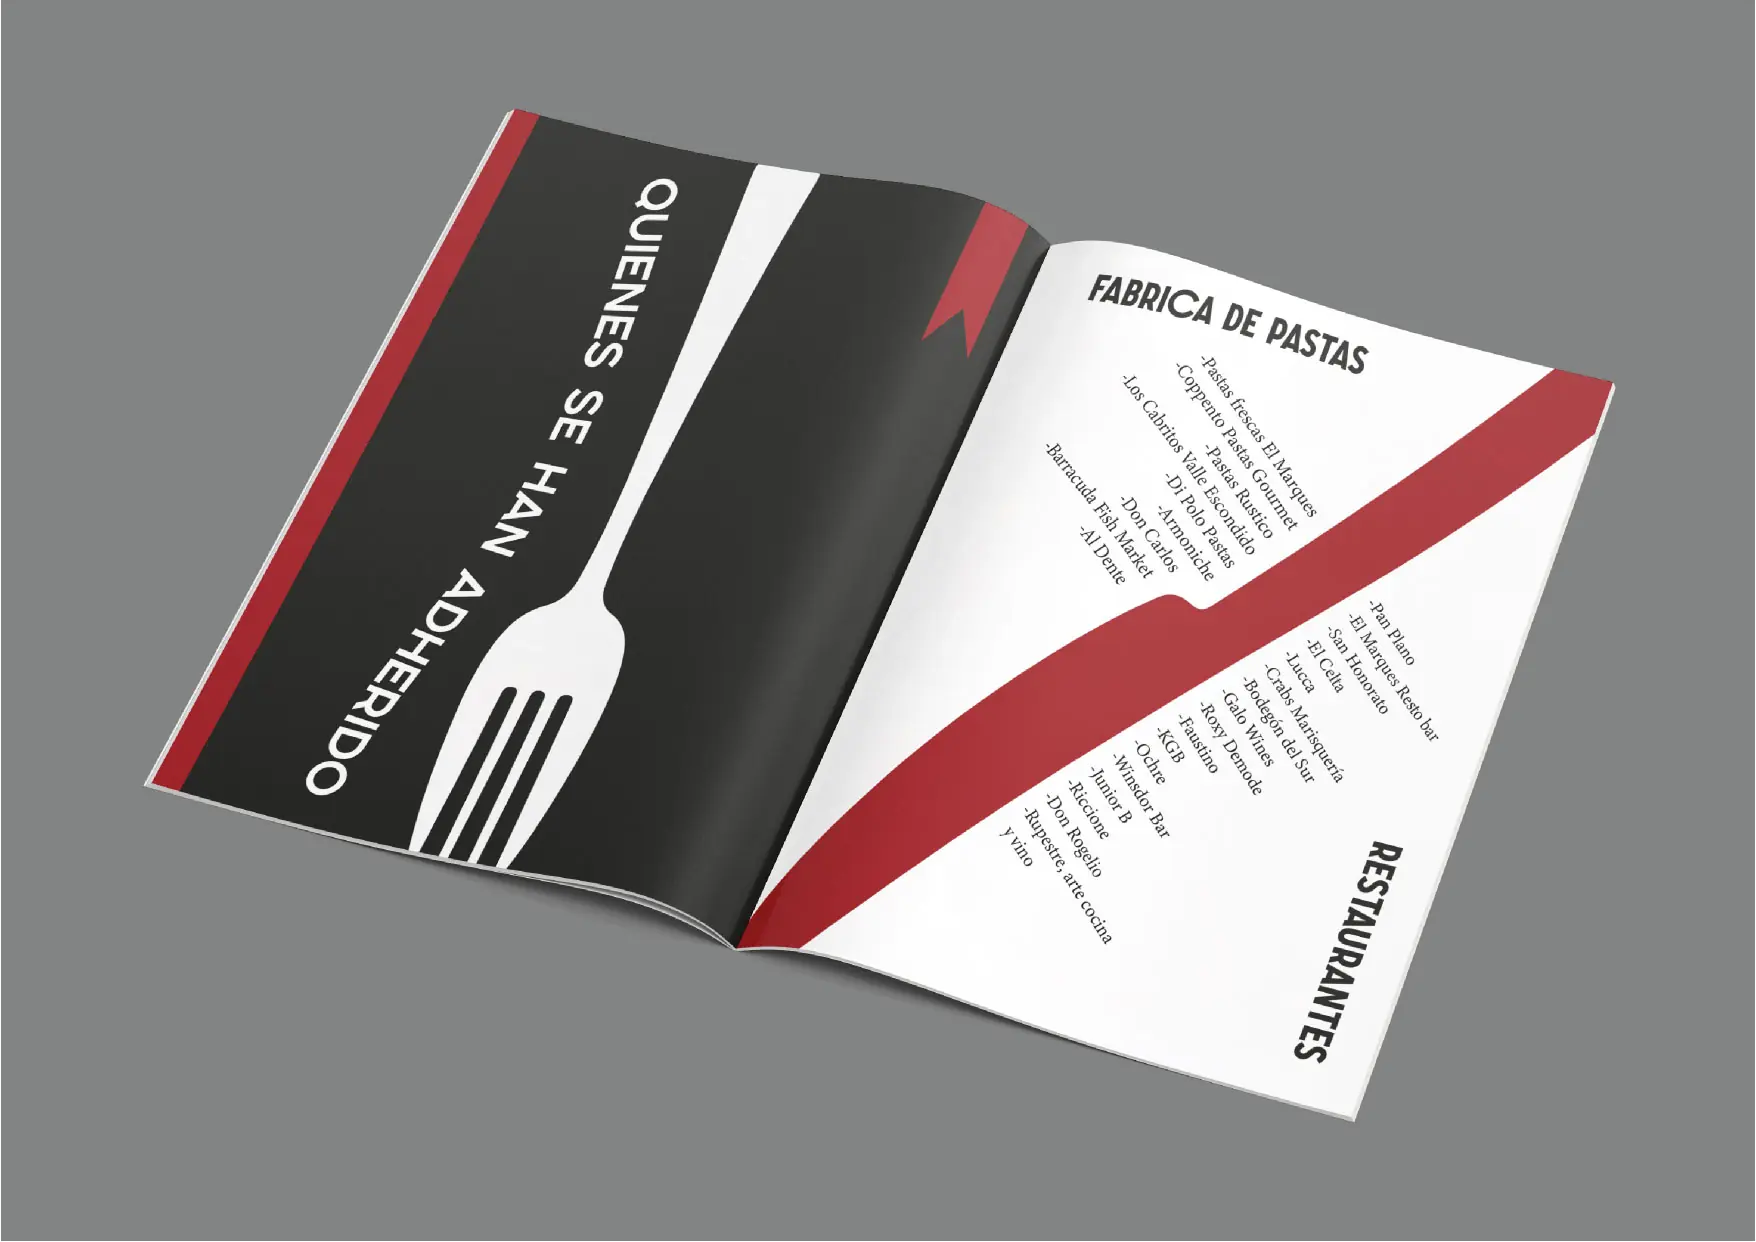 QUIENES SE HAN ADHERIDO
FABRICA DE PASTAS
-Pastas frescas El Marques
-Coppento Pastas Gourmet
-Pastas Rustico
-Los Cabritos Valle Escondido
-Di Polo Pastas
-Armoniche
-Don Carlos
-Barracuda Fish Market
-Al Dente
RESTAURANTES
-Pan Plano
-El Marques Resto bar
-San Honorato
-El Celta
-Lucca
-Crabs Marisquería
-Bodegón del Sur
-Galo Wines
-Roxy Demode
-Faustino
-KGB
-Ochre
-Winsdor Bar
-Junior B
-Riccione
-Don Rogelio
-Rupestre, arte cocina
y vino